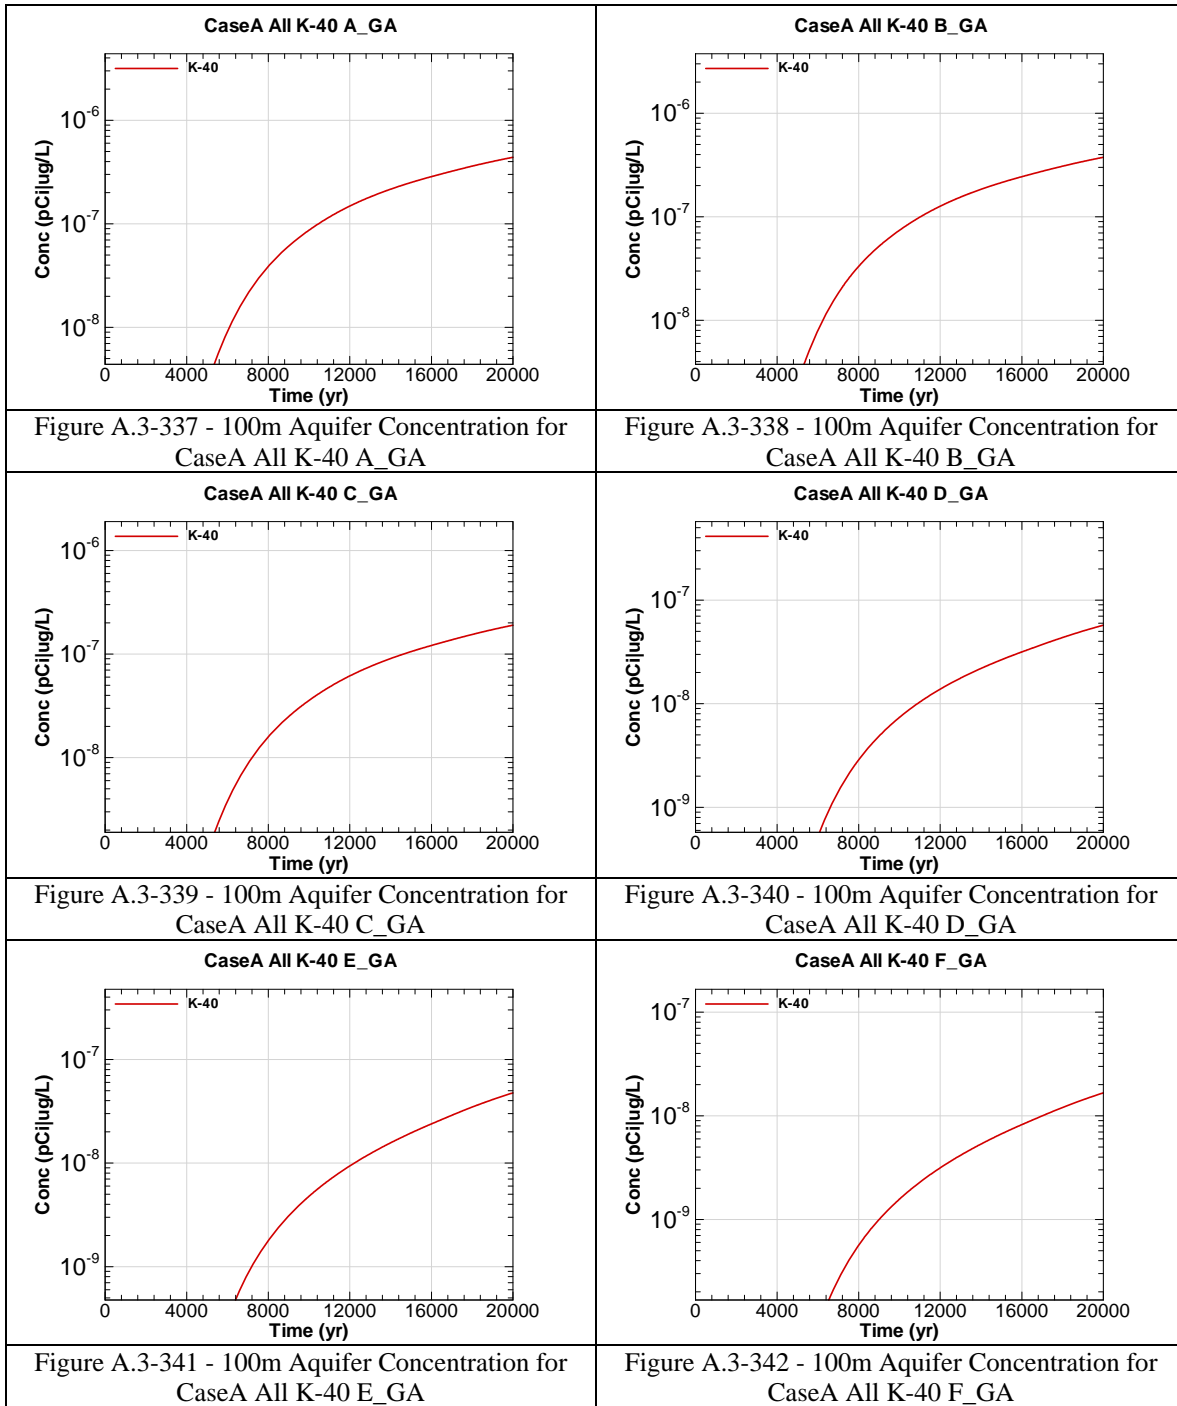 CaseA All K-40 A_GA
K-40
Conc (pCi|ug/L)
10-6
10-7
10-8
0 4000 8000 12000 16000 20000
Time (yr)
Figure A.3-337 - 100m Aquifer Concentration for
CaseA All K-40 A_GA
CaseA All K-40 B_GA
K-40
Conc (pCi|ug/L)
10-6
10-7
10-8
0 4000 8000 12000 16000 20000
Time (yr)
Figure A.3-338 - 100m Aquifer Concentration for
CaseA All K-40 B_GA
CaseA All K-40 C_GA
K-40
Conc (pCi|ug/L)
10-6
10-7
10-8
0 4000 8000 12000 16000 20000
Time (yr)
Figure A.3-339 - 100m Aquifer Concentration for
CaseA All K-40 C_GA
CaseA All K-40 D_GA
K-40
Conc (pCi|ug/L)
10-7
10-8
10-9
0 4000 8000 12000 16000 20000
Time (yr)
Figure A.3-340 - 100m Aquifer Concentration for
CaseA All K-40 D_GA
CaseA All K-40 E_GA
K-40
Conc (pCi|ug/L)
10-7
10-8
10-9
0 4000 8000 12000 16000 20000
Time (yr)
Figure A.3-341 - 100m Aquifer Concentration for
CaseA All K-40 E_GA
CaseA All K-40 F_GA
K-40
Conc (pCi|ug/L)
10-7
10-8
10-9
0 4000 8000 12000 16000 20000
Time (yr)
Figure A.3-342 - 100m Aquifer Concentration for
CaseA All K-40 F_GA